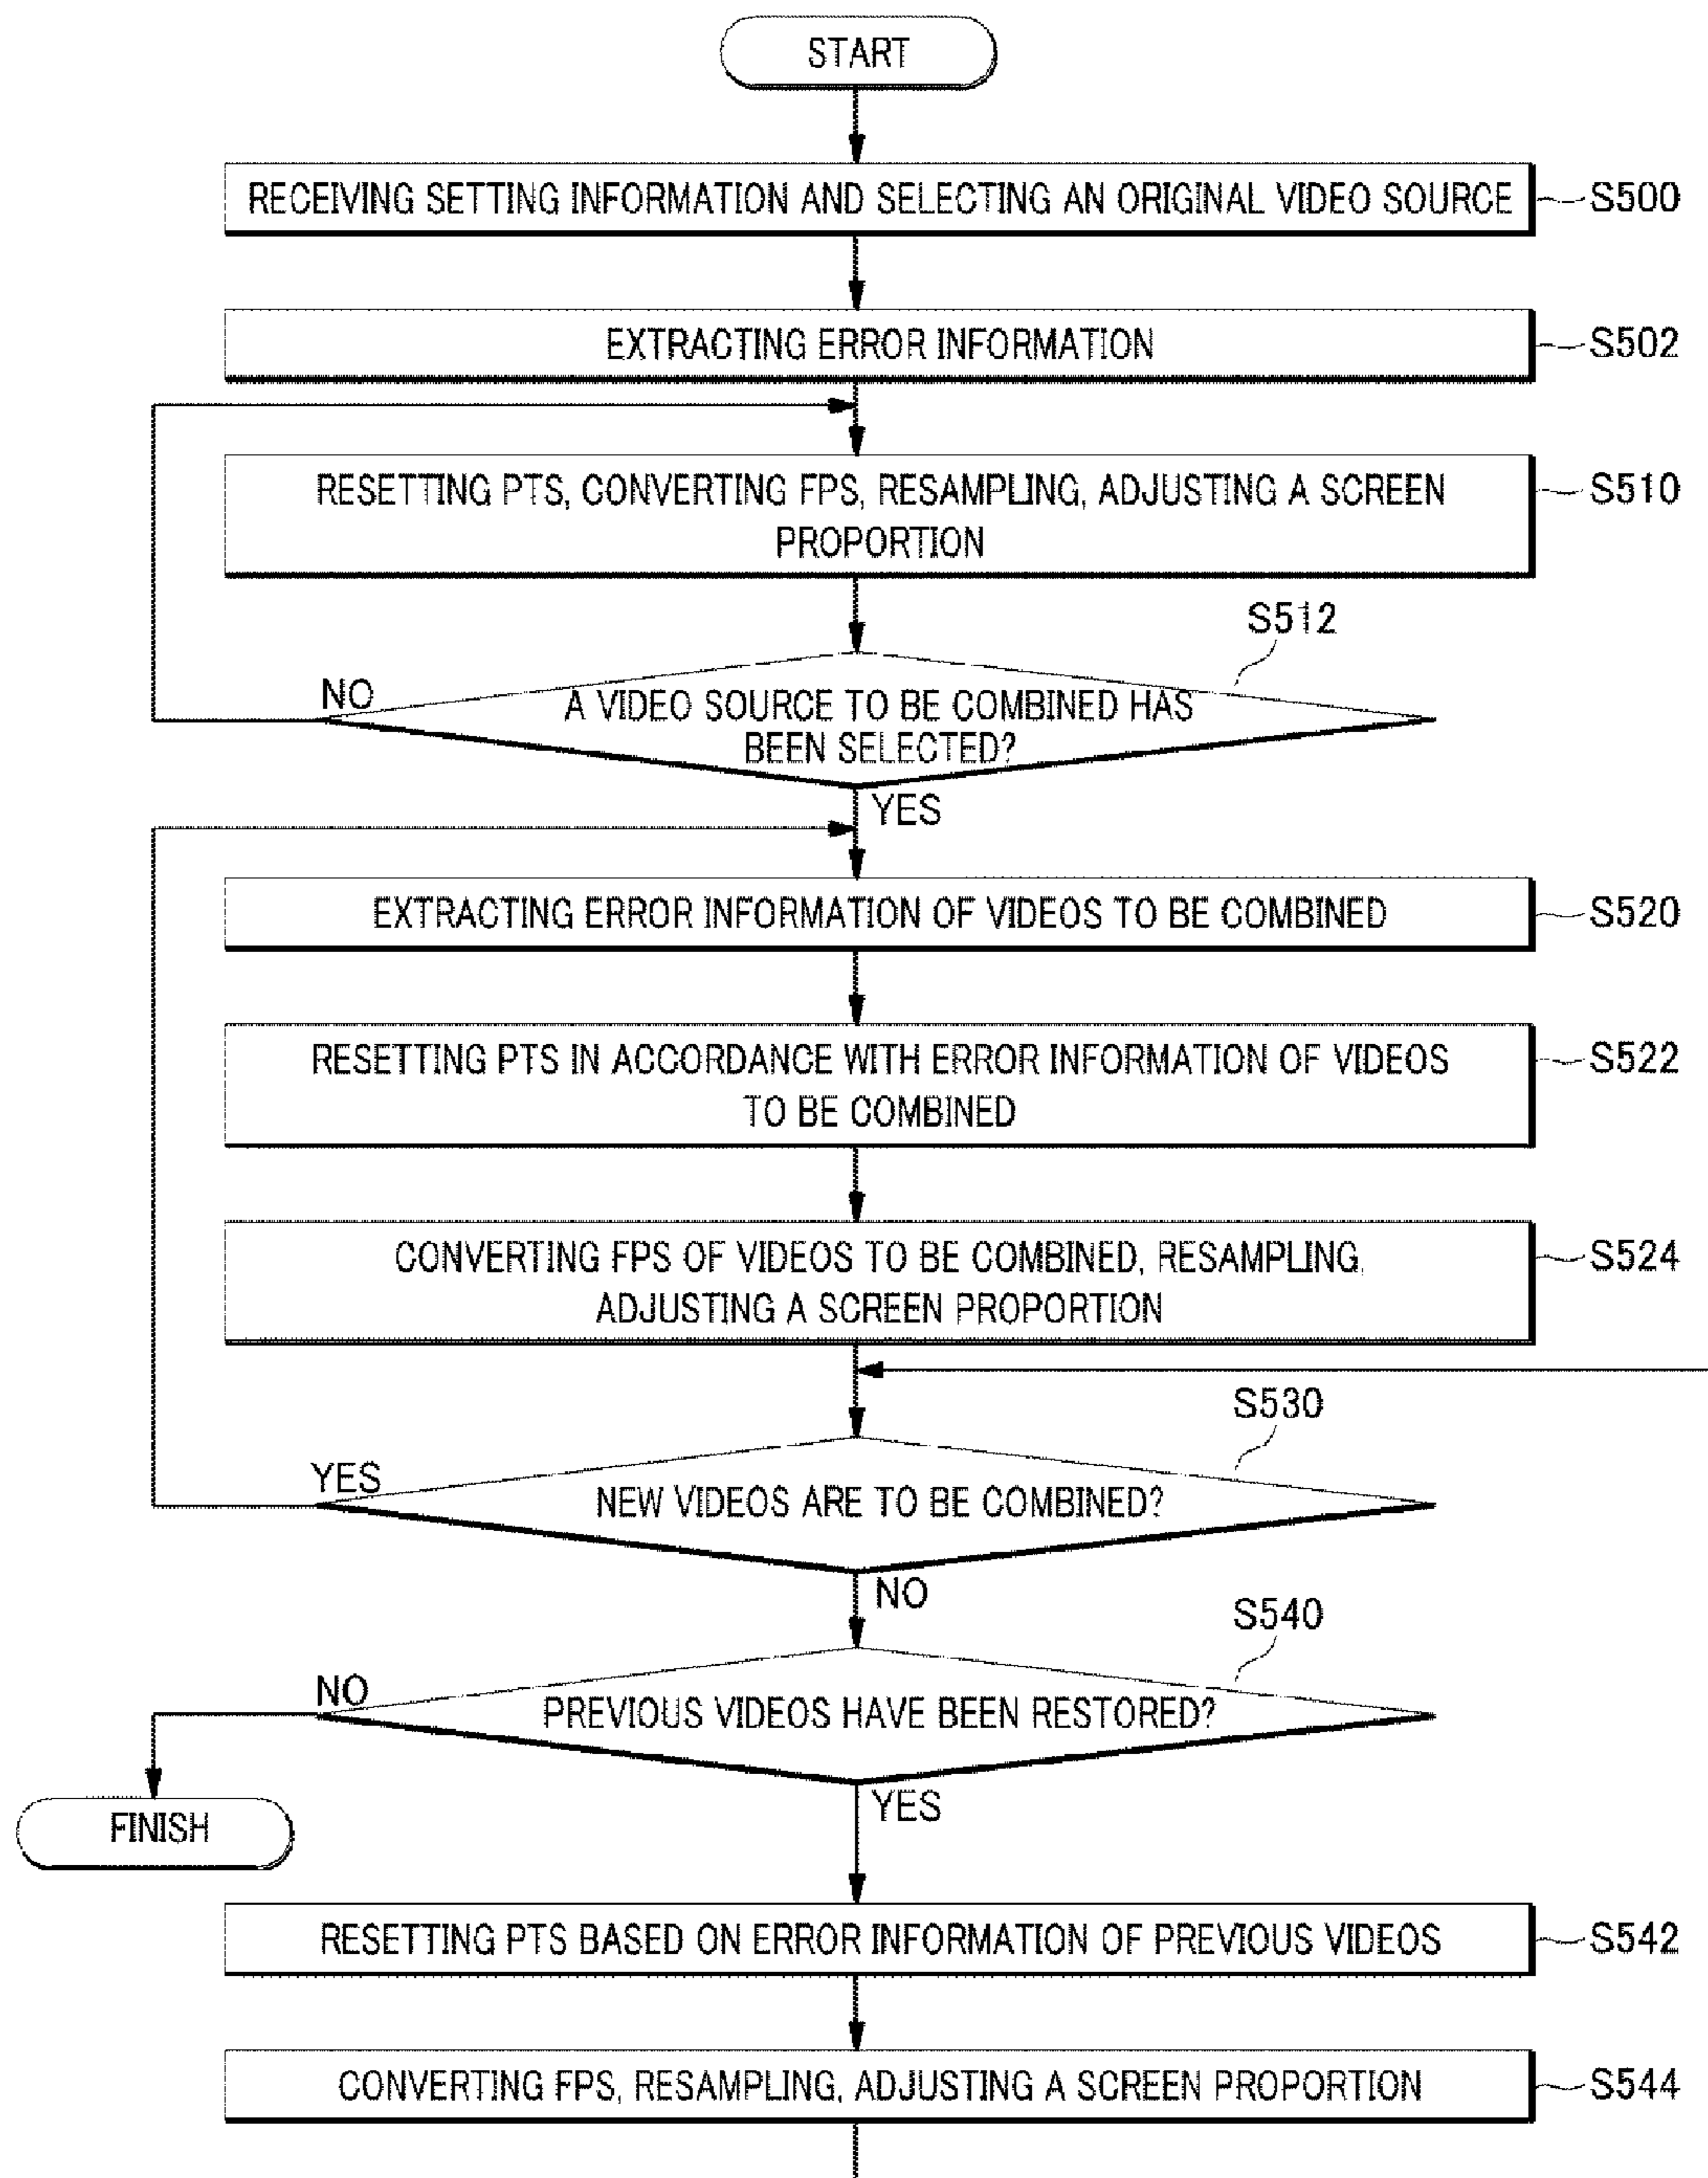 START
RECEIVING SETTING INFORMATION AND SELECTING AN ORIGINAL VIDEO SOURCE
S500
EXTRACTING ERROR INFORMATION
S502
RESETTING PTS, CONVERTING FPS, RESAMPLING, ADJUSTING A SCREEN
PROPORTION
S510
S512
NO
A VIDEO SOURCE TO BE COMBINED HAS
BEEN SELECTED?
YES
EXTRACTING ERROR INFORMATION OF VIDEOS TO BE COMBINED
S520
RESETTING PTS IN ACCORDANCE WITH ERROR INFORMATION OF VIDEOS
TO BE COMBINED
S522
CONVERTING FPS OF VIDEOS TO BE COMBINED, RESAMPLING,
ADJUSTING A SCREEN PROPORTION
S524
S530
YES
NEW VIDEOS ARE TO BE COMBINED?
NO
S540
NO
PREVIOUS VIDEOS HAVE BEEN RESTORED?
YES
FINISH
RESETTING PTS BASED ON ERROR INFORMATION OF PREVIOUS VIDEOS
S542
CONVERTING FPS, RESAMPLING, ADJUSTING A SCREEN PROPORTION
S544